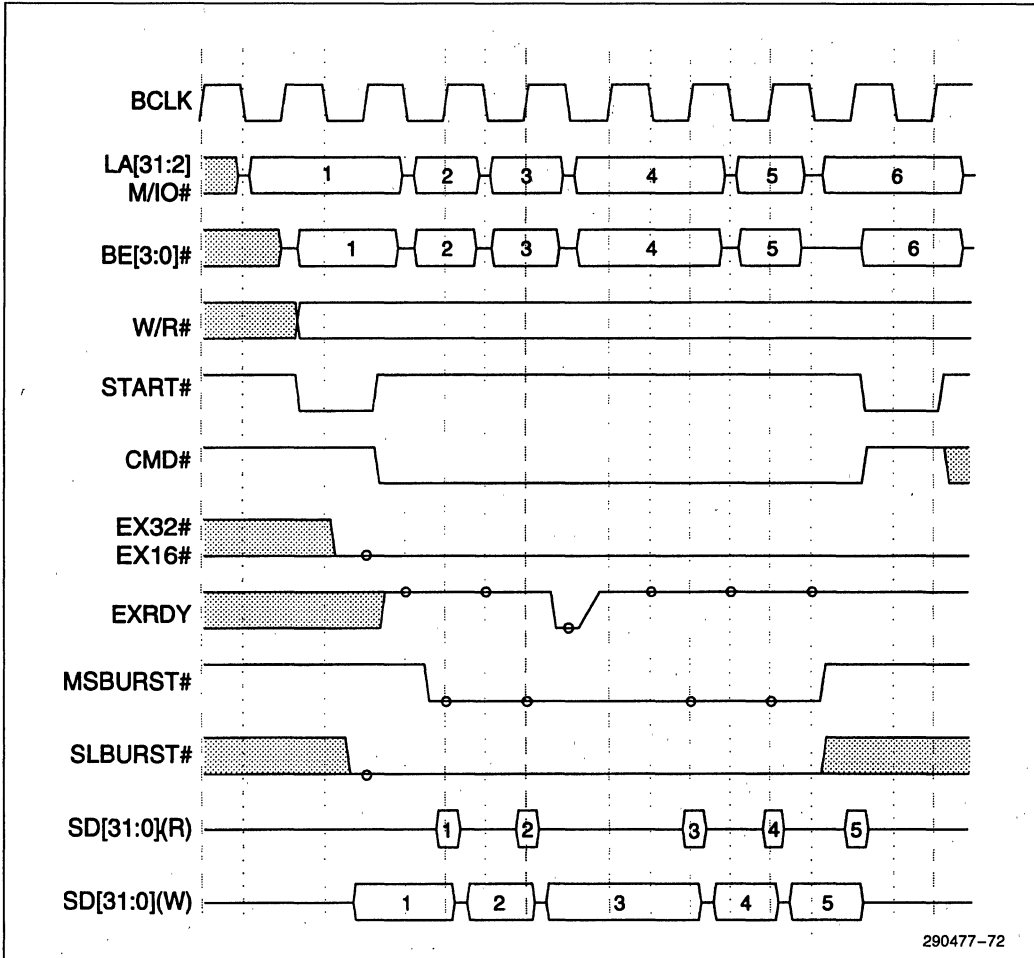 BCLK
LA[31:2]
M/IO#
1 2 3 4 5 6
BE[3:0]#
1 2 3 4 5 6
W/R#
START#
CMD#
EX32#
EX16#
EXRDY
MSBURST#
SLBURST#
SD[31:0](R)
1 2 3 4 5
SD[31:0](W)
1 2 3 4 5
290477-72